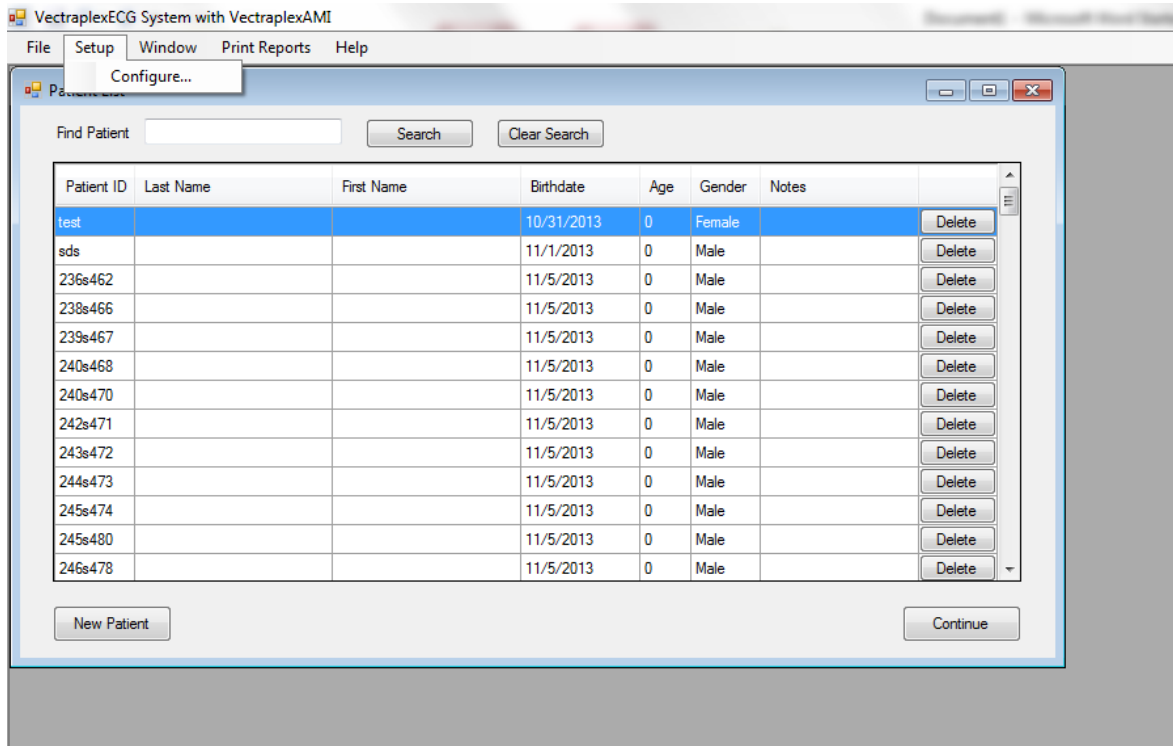 VectraplexECG System with VectraplexAMI
File Setup Window Print Reports Help
Configure...
Find Patient Search Clear Search
Patient ID Last Name First Name Birthdate Age Gender Notes
test 10/31/2013 0 Female Delete
sds 11/1/2013 0 Male Delete
236s462 11/5/2013 0 Male Delete
238s466 11/5/2013 0 Male Delete
239s467 11/5/2013 0 Male Delete
240s468 11/5/2013 0 Male Delete
240s470 11/5/2013 0 Male Delete
242s471 11/5/2013 0 Male Delete
243s472 11/5/2013 0 Male Delete
244s473 11/5/2013 0 Male Delete
245s474 11/5/2013 0 Male Delete
245s480 11/5/2013 0 Male Delete
246s478 11/5/2013 0 Male Delete
New Patient Continue